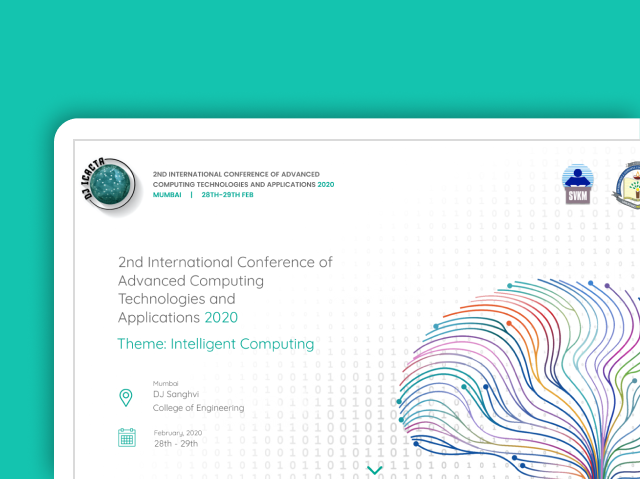 DJ ICACTA
2ND INTERNATIONAL CONFERENCE OF ADVANCED
COMPUTING TECHNOLOGIES AND APPLICATIONS 2020
MUMBAI | 28TH-29TH FEB
SVKM
2nd International Conference of
Advanced Computing
Technologies and
Applications 2020
Theme: Intelligent Computing
Mumbai
DJ Sanghvi
College of Engineering
February, 2020
28th - 29th